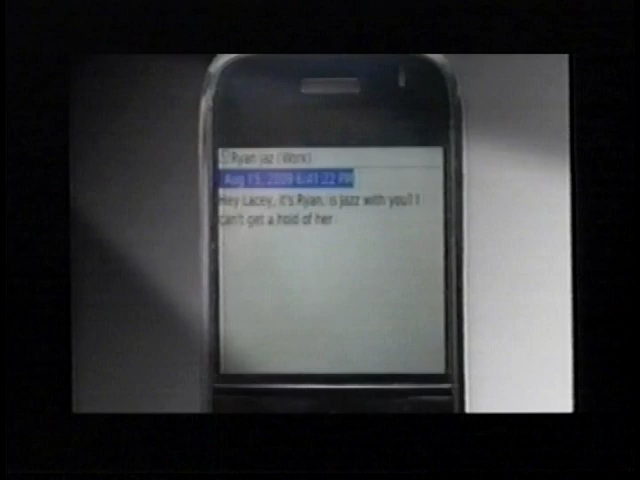 Ryan jaz (Work)
Aug 15, 2009 6:41:22 PM
Hey Lacey, it's Ryan, is jazz with you? I
can't get a hold of her